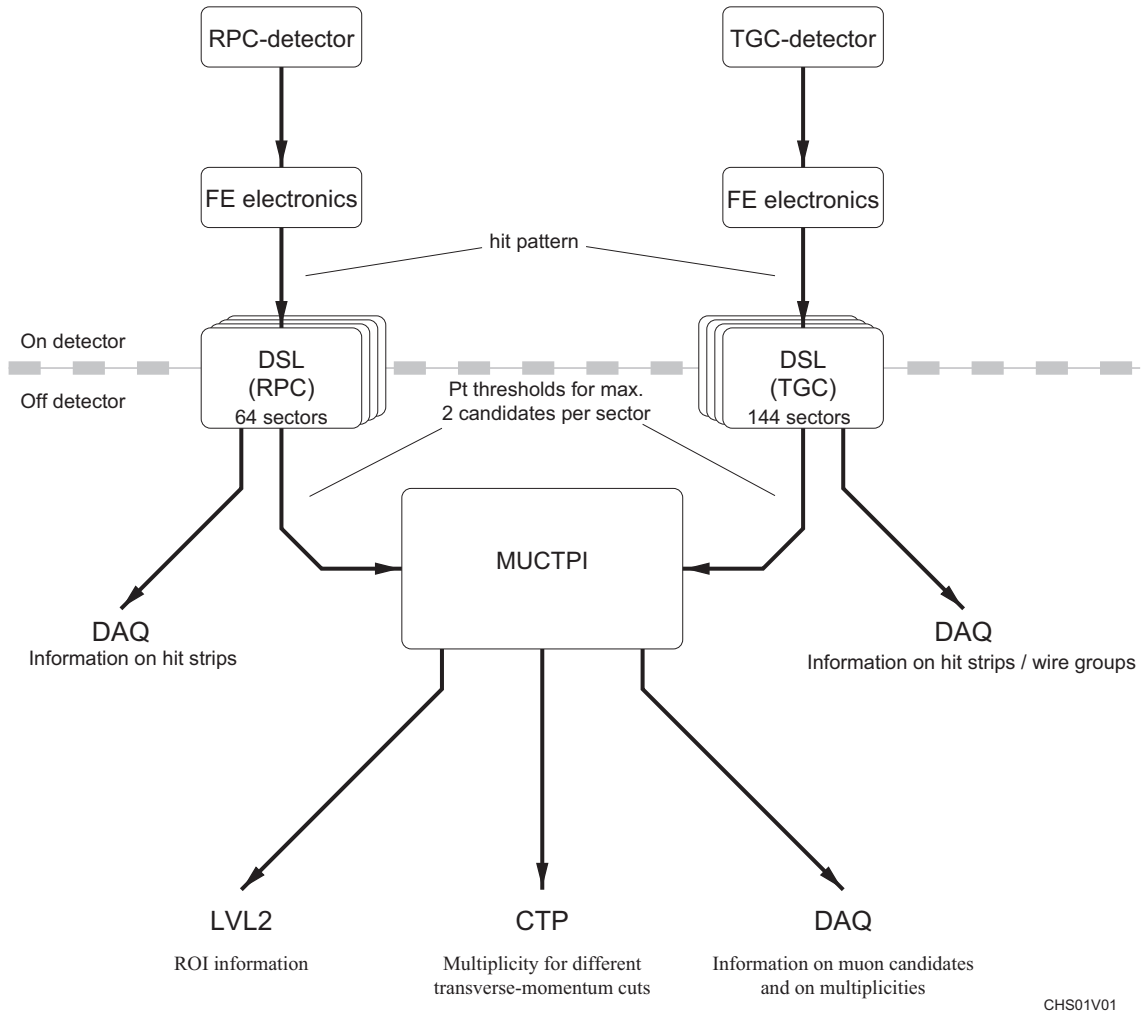 RPC-detector
TGC-detector
FE electronics
FE electronics
hit pattern
On detector
Off detector
DSL
(RPC)
64 sectors
Pt thresholds for max.
2 candidates per sector
DSL
(TGC)
144 sectors
MUCTPI
DAQ
Information on hit strips
DAQ
Information on hit strips / wire groups
LVL2
ROI information
CTP
Multiplicity for different
transverse-momentum cuts
DAQ
Information on muon candidates
and on multiplicities
CHS01V01